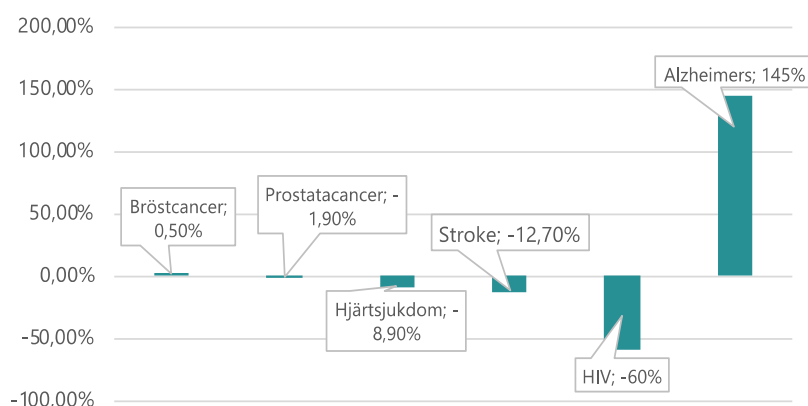 200,00%
150,00%
100,00%
50,00%
0,00%
-50,00%
-100,00%
Bröstcancer;
0,50%
Prostatacancer; -
1,90%
Hjärtsjukdom; -
8,90%
Stroke; -12,70%
HIV; -60%
Alzheimers; 145%